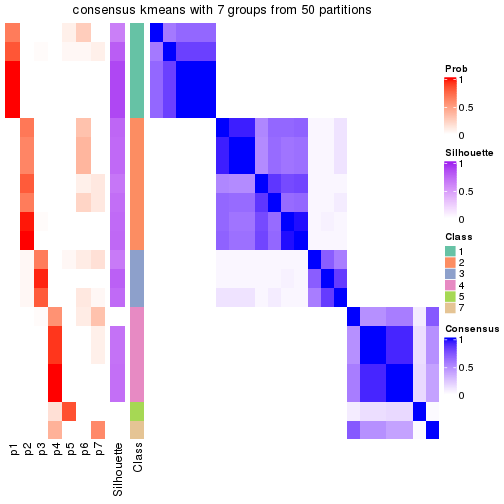 consensus kmeans with 7 groups from 50 partitions
Prob
1
0.5
0
Silhouette
1
0.5
0
Class
1
2
3
4
5
7
Consensus
1
0.5
0
p1
p2
p3
p4
p5
p6
p7
Silhouette
Class